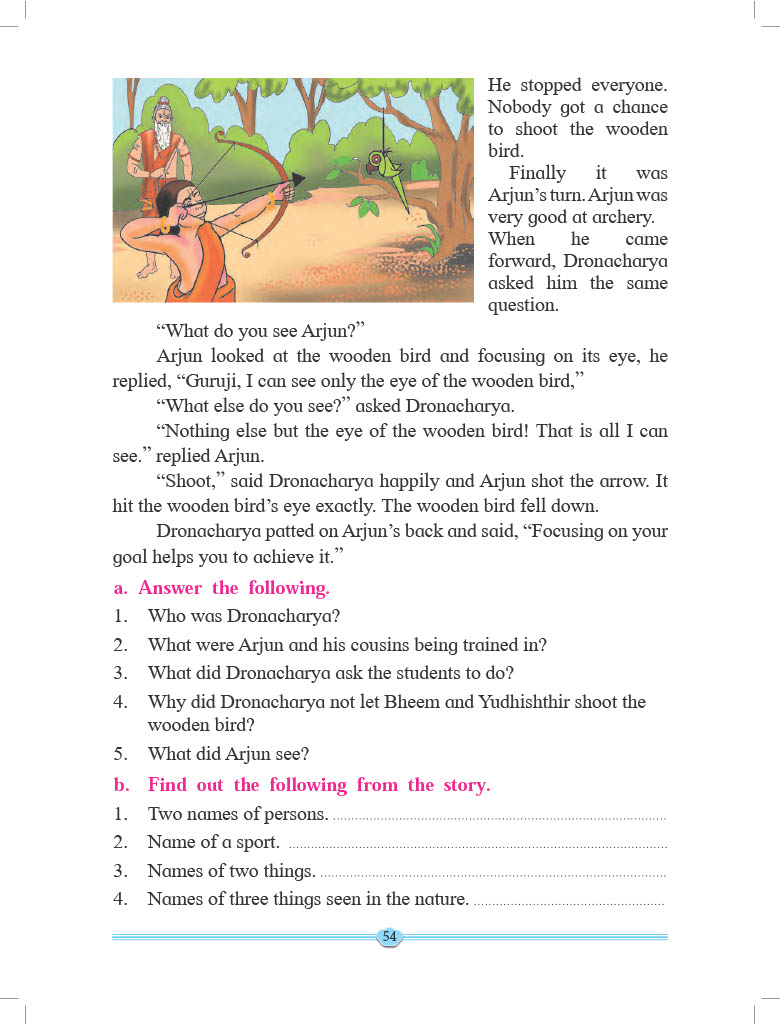 He stopped everyone.
Nobody got a chance
to shoot the wooden
bird.
Finally it was
Arjun’s turn. Arjun was
very good at archery.
When he came
forward, Dronacharya
asked him the same
question.
“What do you see Arjun?”
Arjun looked at the wooden bird and focusing on its eye, he
replied, “Guruji, I can see only the eye of the wooden bird,”
“What else do you see?” asked Dronacharya.
“Nothing else but the eye of the wooden bird! That is all I can
see.” replied Arjun.
“Shoot,” said Dronacharya happily and Arjun shot the arrow. It
hit the wooden bird’s eye exactly. The wooden bird fell down.
Dronacharya patted on Arjun’s back and said, “Focusing on your
goal helps you to achieve it.”
a. Answer the following.
1. Who was Dronacharya?
2. What were Arjun and his cousins being trained in?
3. What did Dronacharya ask the students to do?
4. Why did Dronacharya not let Bheem and Yudhishthir shoot the
wooden bird?
5. What did Arjun see?
b. Find out the following from the story.
1. Two names of persons. ....................
2. Name of a sport. ....................
3. Names of two things. ....................
4. Names of three things seen in the nature. ....................
54